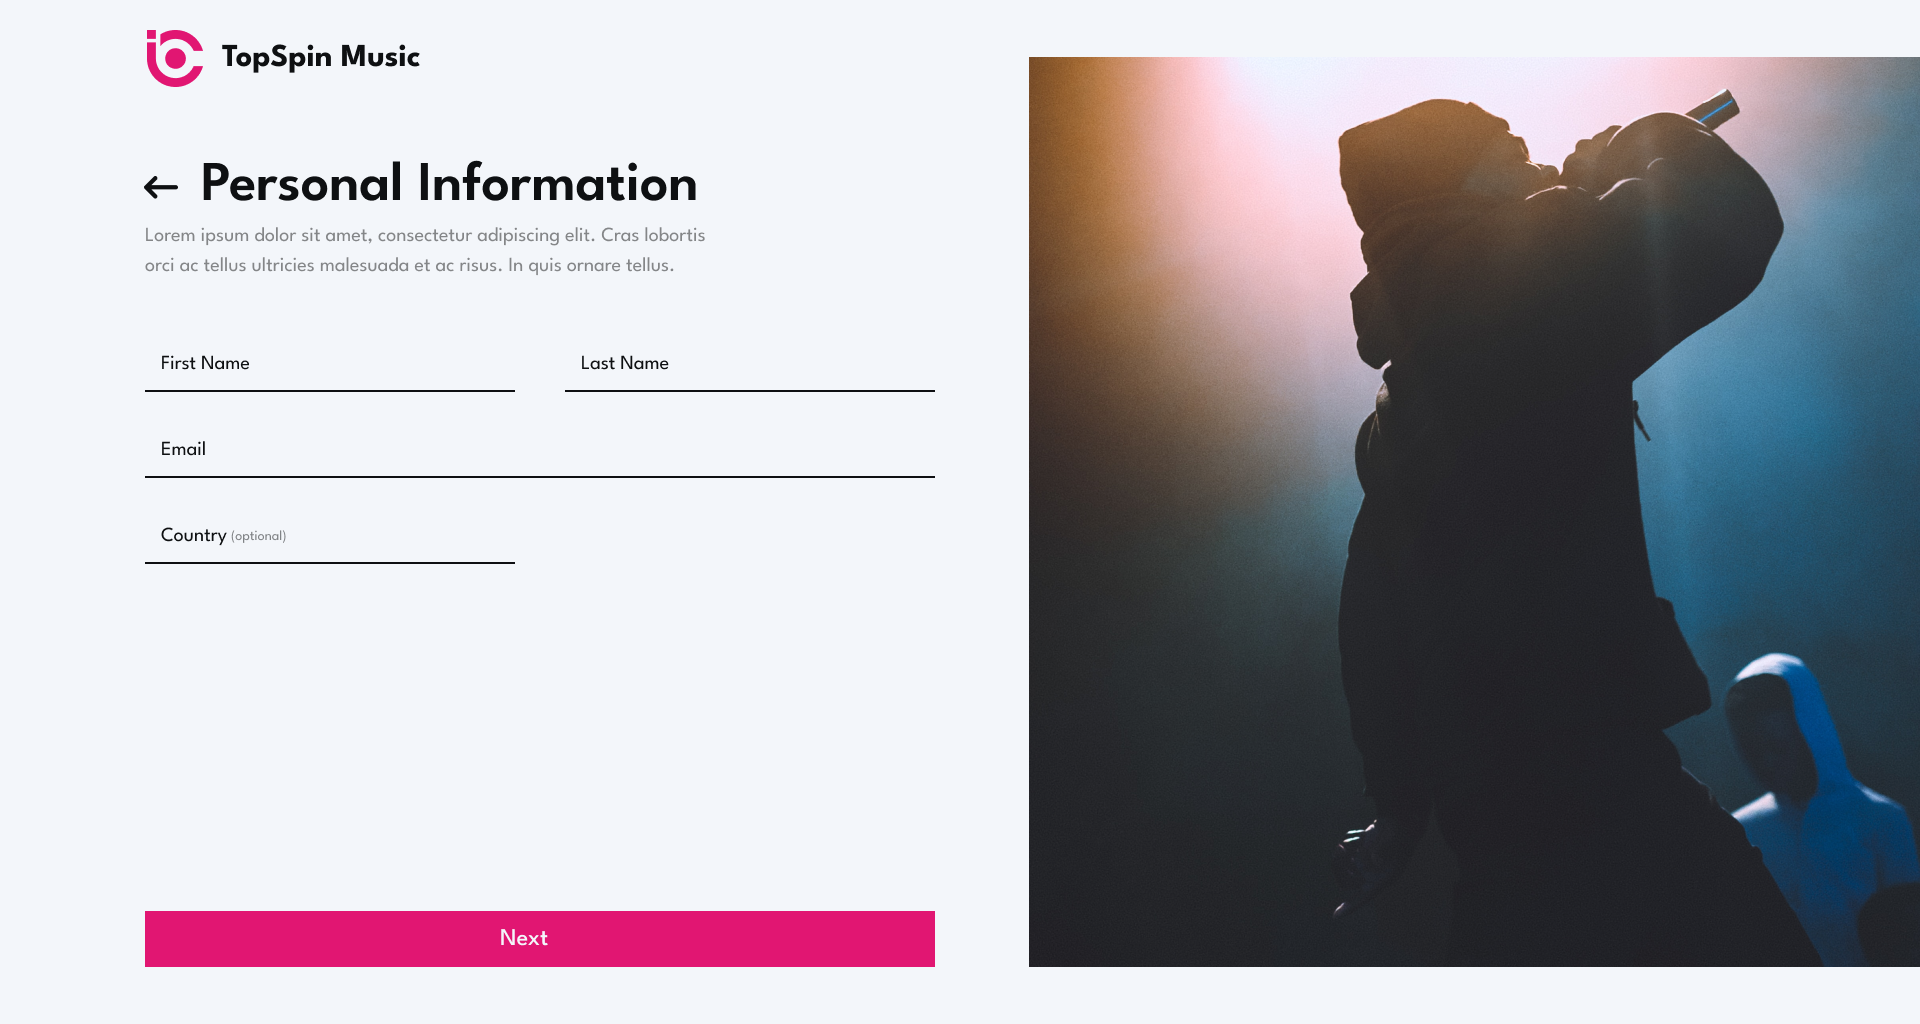 TopSpin Music
Personal Information
Lorem ipsum dolor sit amet, consectetur adipiscing elit. Cras lobortis
orci ac tellus ultricies malesuada et ac risus. In quis ornare tellus.
First Name
Last Name
Email
Country (optional)
Next